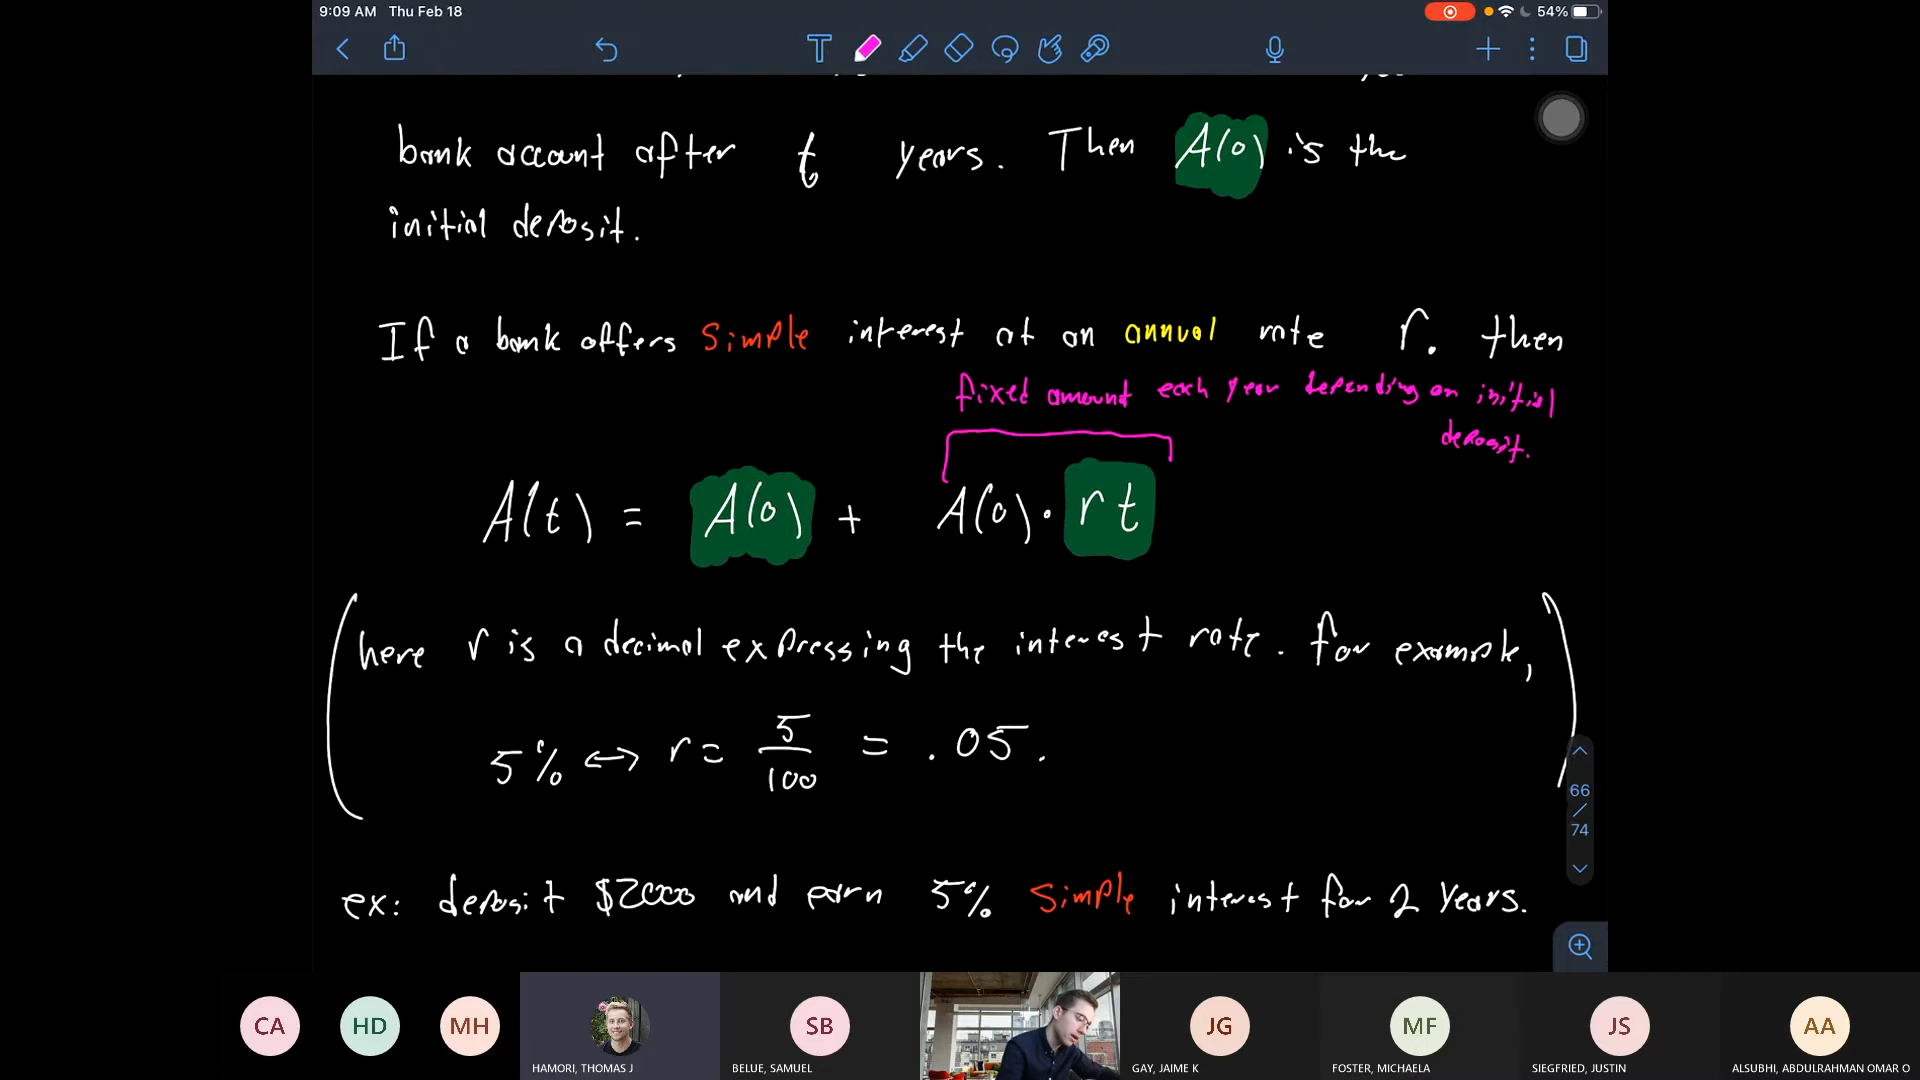 9:09 AM Thu Feb 18
54%
bank account after t years. Then A(0) is the
initial deposit.
If a bank offers simple interest at an annual rate r. then
fixed amount each year depending on initial
deposit.
A(t) = A(0) + A(0) · rt
here r is a decimal expressing the interest rate. for example,
5% ↔ r = 5/100 = .05.
66
/
74
ex: deposit $2000 and earn 5% simple interest for 2 years.
CA HD MH SB JG MF JS AA
HAMORI, THOMAS J BELUE, SAMUEL GAY, JAIME K FOSTER, MICHAELA SIEGFRIED, JUSTIN ALSUBHI, ABDULRAHMAN OMAR O